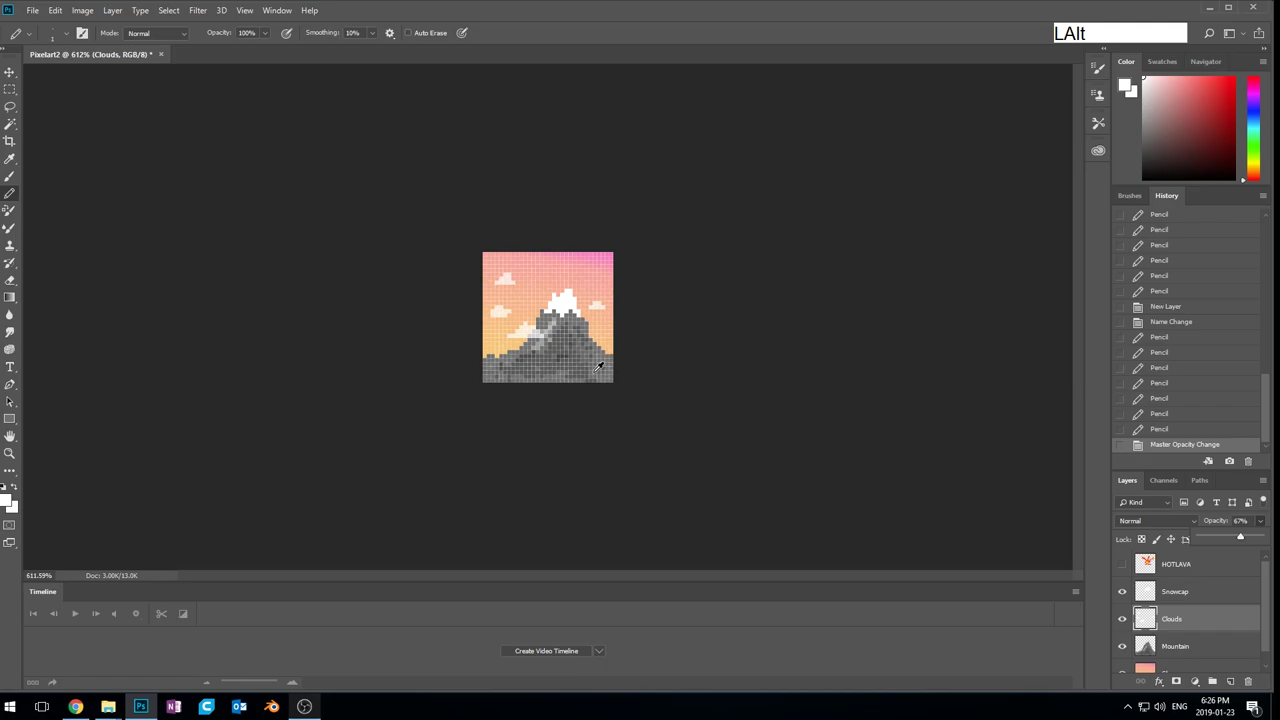 Ps File Edit Image Layer Type Select Filter 3D View Window Help
Mode: Normal Opacity: 100% Smoothing: 10% Auto Erase LAlt
Pixelart2 @ 612% (Clouds, RGB/8) * ×
Color Swatches Navigator
Brushes History
Pencil
Pencil
Pencil
Pencil
Pencil
Pencil
New Layer
Name Change
Pencil
Pencil
Pencil
Pencil
Pencil
Pencil
Pencil
Master Opacity Change
Layers Channels Paths
Kind
Normal Opacity: 67%
Lock:
HOTLAVA
Snowcap
Clouds
Mountain
611.59% Doc: 3.00K/13.0K
Timeline
Create Video Timeline
fx
Ps N ENG 6:26 PM
2019-01-23